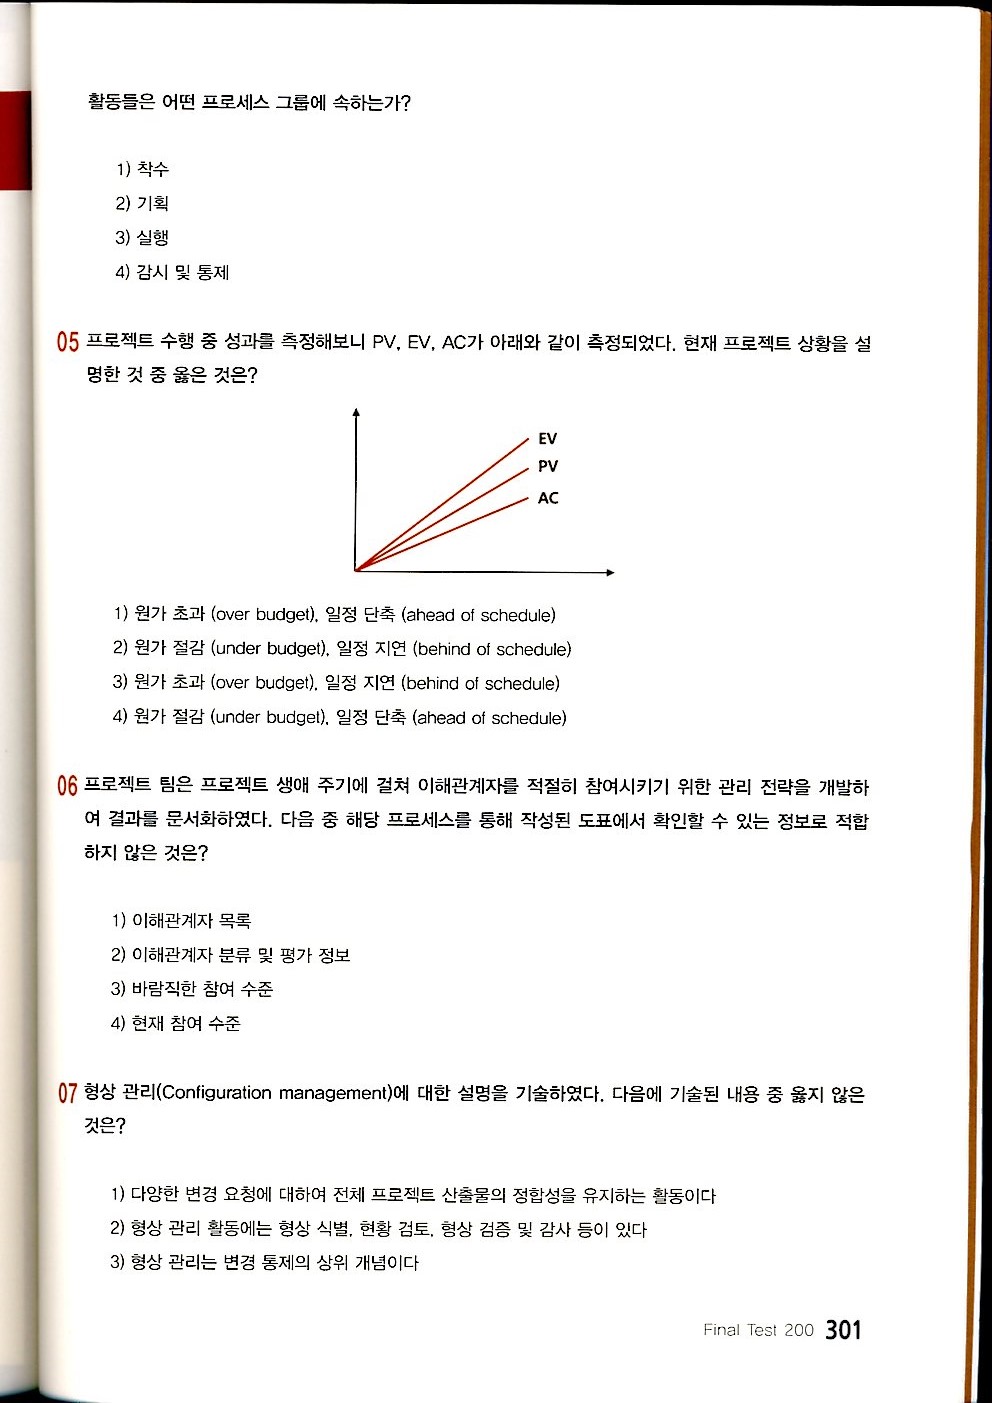 활동들은 어떤 프로세스 그룹에 속하는가?
1) 착수
2) 기획
3) 실행
4) 감시 및 통제
05 프로젝트 수행 중 성과를 측정해보니 PV, EV, AC가 아래와 같이 측정되었다. 현재 프로젝트 상황을 설
명한 것 중 옳은 것은?
EV
PV
AC
1) 원가 초과 (over budget), 일정 단축 (ahead of schedule)
2) 원가 절감 (under budget), 일정 지연 (behind of schedule)
3) 원가 초과 (over budget), 일정 지연 (behind of schedule)
4) 원가 절감 (under budget), 일정 단축 (ahead of schedule)
06 프로젝트 팀은 프로젝트 생애 주기에 걸쳐 이해관계자를 적절히 참여시키기 위한 관리 전략을 개발하
여 결과를 문서화하였다. 다음 중 해당 프로세스를 통해 작성된 도표에서 확인할 수 있는 정보로 적합
하지 않은 것은?
1) 이해관계자 목록
2) 이해관계자 분류 및 평가 정보
3) 바람직한 참여 수준
4) 현재 참여 수준
07 형상 관리(Configuration management)에 대한 설명을 기술하였다. 다음에 기술된 내용 중 옳지 않은
것은?
1) 다양한 변경 요청에 대하여 전체 프로젝트 산출물의 정합성을 유지하는 활동이다
2) 형상 관리 활동에는 형상 식별, 현황 검토, 형상 검증 및 감사 등이 있다
3) 형상 관리는 변경 통제의 상위 개념이다
Final Test 200 301